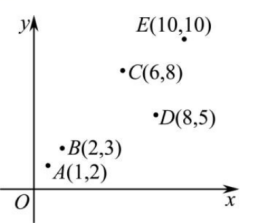 y
E(10,10)
C(6,8)
D(8,5)
B(2,3)
A(1,2)
O
x